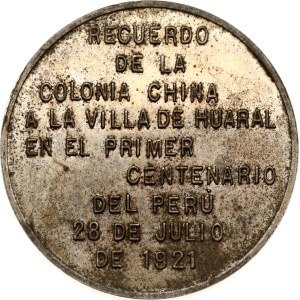 RECUERDO
DE LA
COLONIA CHINA
A LA VILLA DE HUARAL
EN EL PRIMER
CENTENARIO
DEL PERÚ
28 DE JULIO
DE 1921